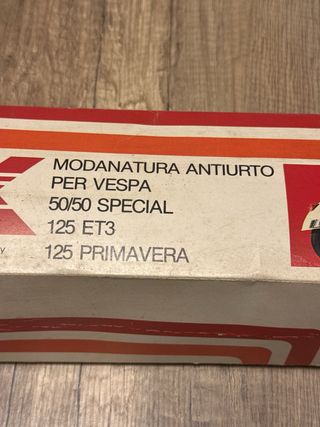 MODANATURA ANTIURTO
PER VESPA
50/50 SPECIAL
125 ET3
125 PRIMAVERA